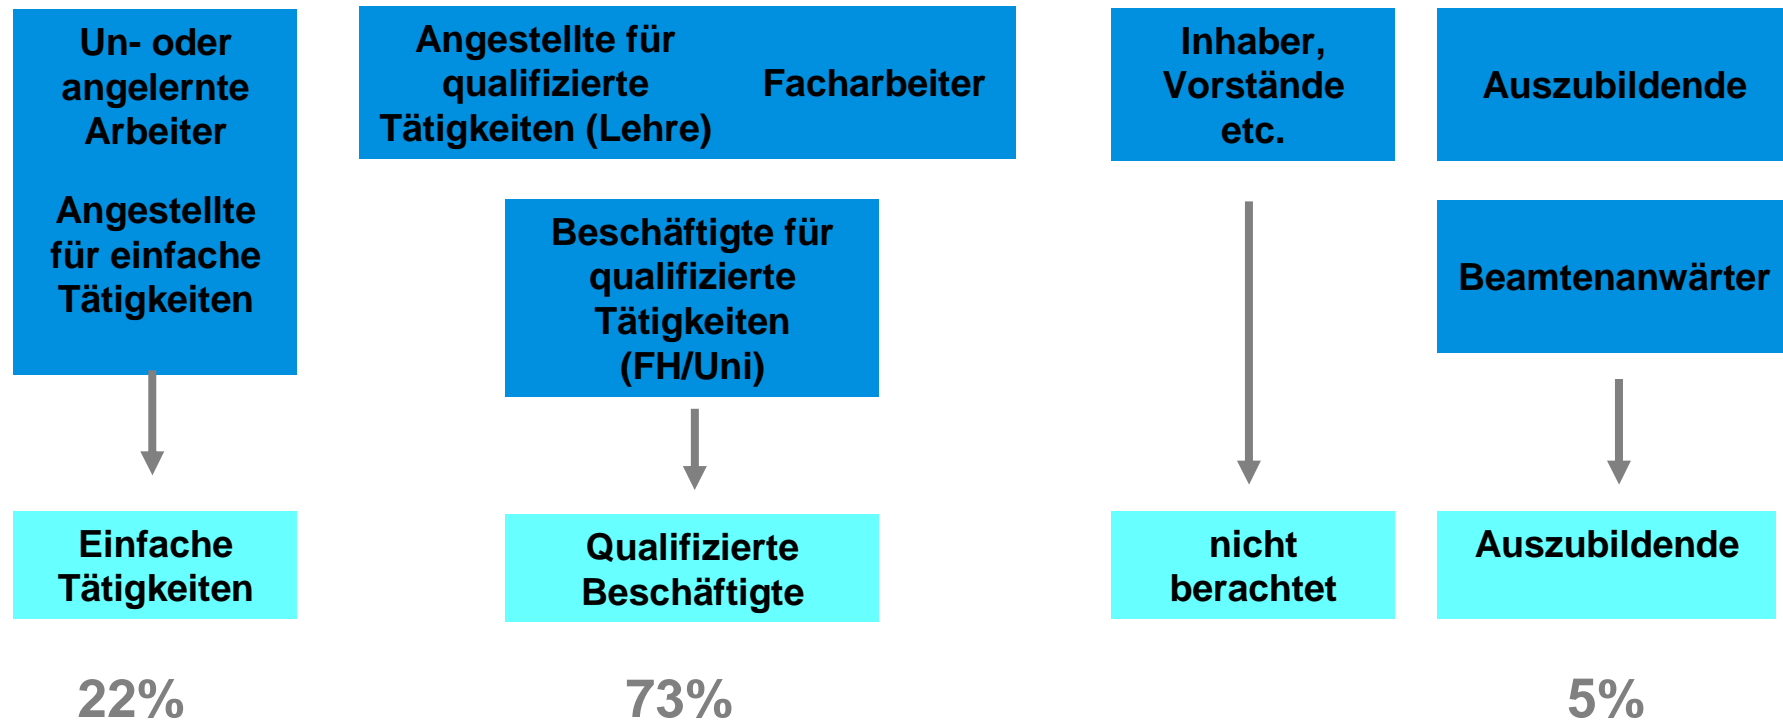 Un- oder
angelernte
Arbeiter
Angestellte
für einfache
Tätigkeiten
Angestellte für
qualifizierte
Tätigkeiten (Lehre)
Facharbeiter
Beschäftigte für
qualifizierte
Tätigkeiten
(FH/Uni)
Inhaber,
Vorstände
etc.
Auszubildende
Beamtenanwärter
Einfache
Tätigkeiten
Qualifizierte
Beschäftigte
nicht
berachtet
Auszubildende
22%
73%
5%